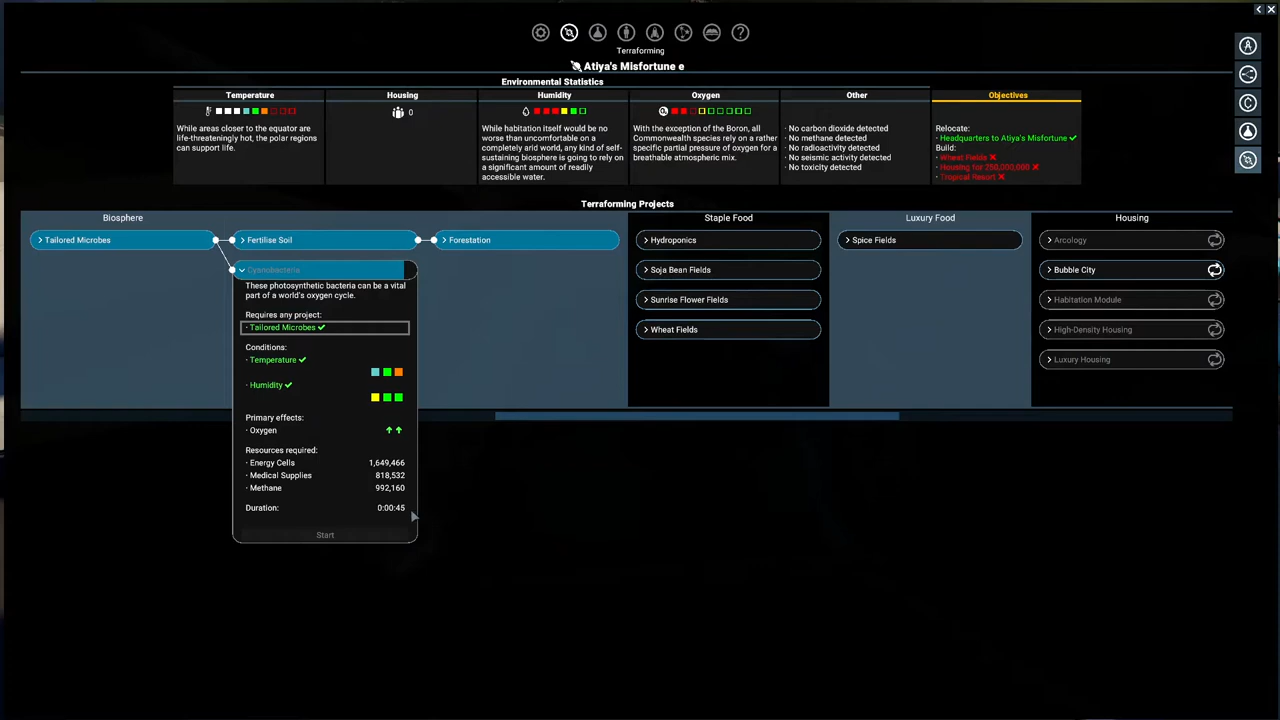 Terraforming
Atiya's Misfortune e
Environmental Statistics
Temperature
While areas closer to the equator are
life-threateningly hot, the polar regions
can support life.
Housing
0
Humidity
While habitation itself would be no
worse than uncomfortable on a
completely arid world, any kind of self-
sustaining biosphere is going to rely on
a significant amount of readily
accessible water.
Oxygen
With the exception of the Boron, all
Commonwealth species rely on a rather
specific partial pressure of oxygen for a
breathable atmospheric mix.
Other
· No carbon dioxide detected
· No methane detected
· No radioactivity detected
· No seismic activity detected
· No toxicity detected
Objectives
Relocate:
· Headquarters to Atiya's Misfortune ✓
Build:
· Wheat Fields ✗
· Housing for 250,000,000 ✗
· Tropical Resort ✗
Terraforming Projects
Biosphere
Tailored Microbes
Fertilise Soil
Forestation
Cyanobacteria
These photosynthetic bacteria can be a vital
part of a world's oxygen cycle.
Requires any project:
· Tailored Microbes ✓
Conditions:
· Temperature ✓
· Humidity ✓
Primary effects:
· Oxygen
Resources required:
· Energy Cells 1,649,466
· Medical Supplies 818,532
· Methane 992,160
Duration: 0:00:45
Start
Staple Food
Hydroponics
Soja Bean Fields
Sunrise Flower Fields
Wheat Fields
Luxury Food
Spice Fields
Housing
Arcology
Bubble City
Habitation Module
High-Density Housing
Luxury Housing